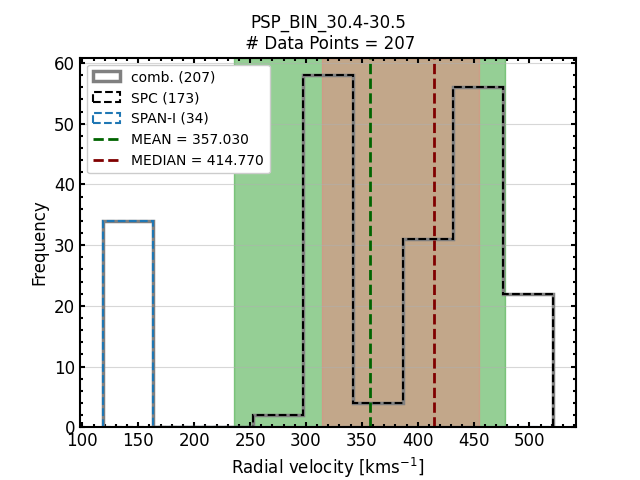 PSP_BIN_30.4-30.5
# Data Points = 207
comb. (207)
SPC (173)
SPAN-I (34)
MEAN = 357.030
MEDIAN = 414.770
Frequency
60
50
40
30
20
10
0
100 150 200 250 300 350 400 450 500
Radial velocity [kms⁻¹]